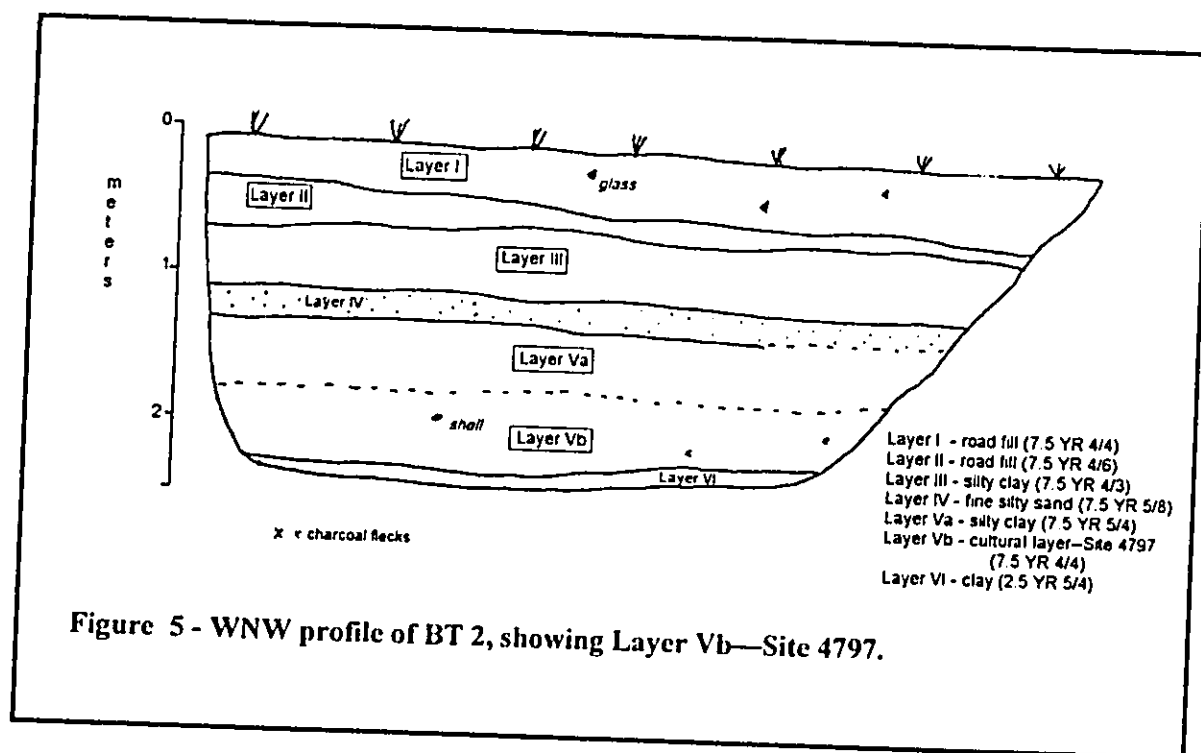 0
meters
1
2
Layer I
glass
Layer II
Layer III
Layer IV
Layer Va
shell
Layer Vb
Layer VI
Layer I - road fill (7.5 YR 4/4)
Layer II - road fill (7.5 YR 4/6)
Layer III - silty clay (7.5 YR 4/3)
Layer IV - fine silty sand (7.5 YR 5/8)
Layer Va - silty clay (7.5 YR 5/4)
Layer Vb - cultural layer--Site 4797
(7.5 YR 4/4)
Layer VI - clay (2.5 YR 5/4)
charcoal flecks
Figure 5 - WNW profile of BT 2, showing Layer Vb—Site 4797.